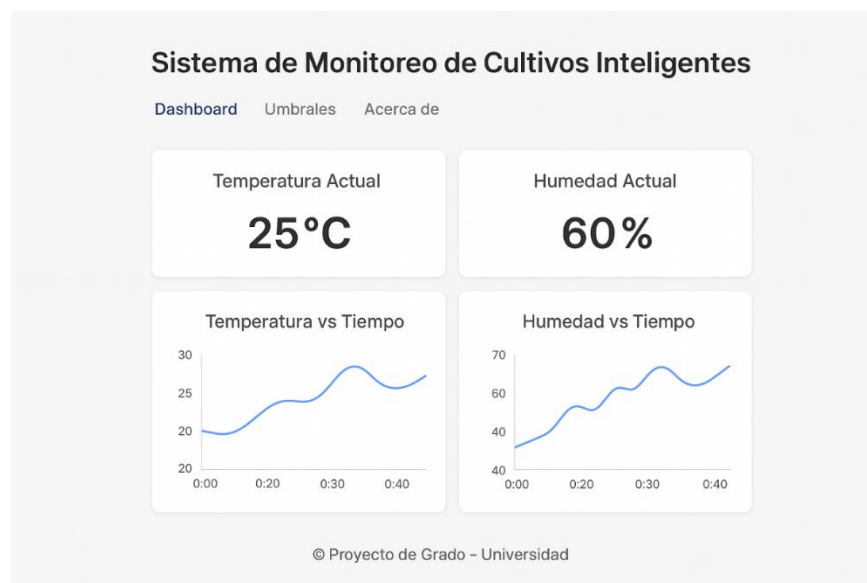 Sistema de Monitoreo de Cultivos Inteligentes
Dashboard Umbrales Acerca de
Temperatura Actual
25°C
Humedad Actual
60%
Temperatura vs Tiempo
30
25
20
20
0:00 0:20 0:30 0:40
Humedad vs Tiempo
70
60
40
40
0:00 0:20 0:30 0:40
© Proyecto de Grado – Universidad